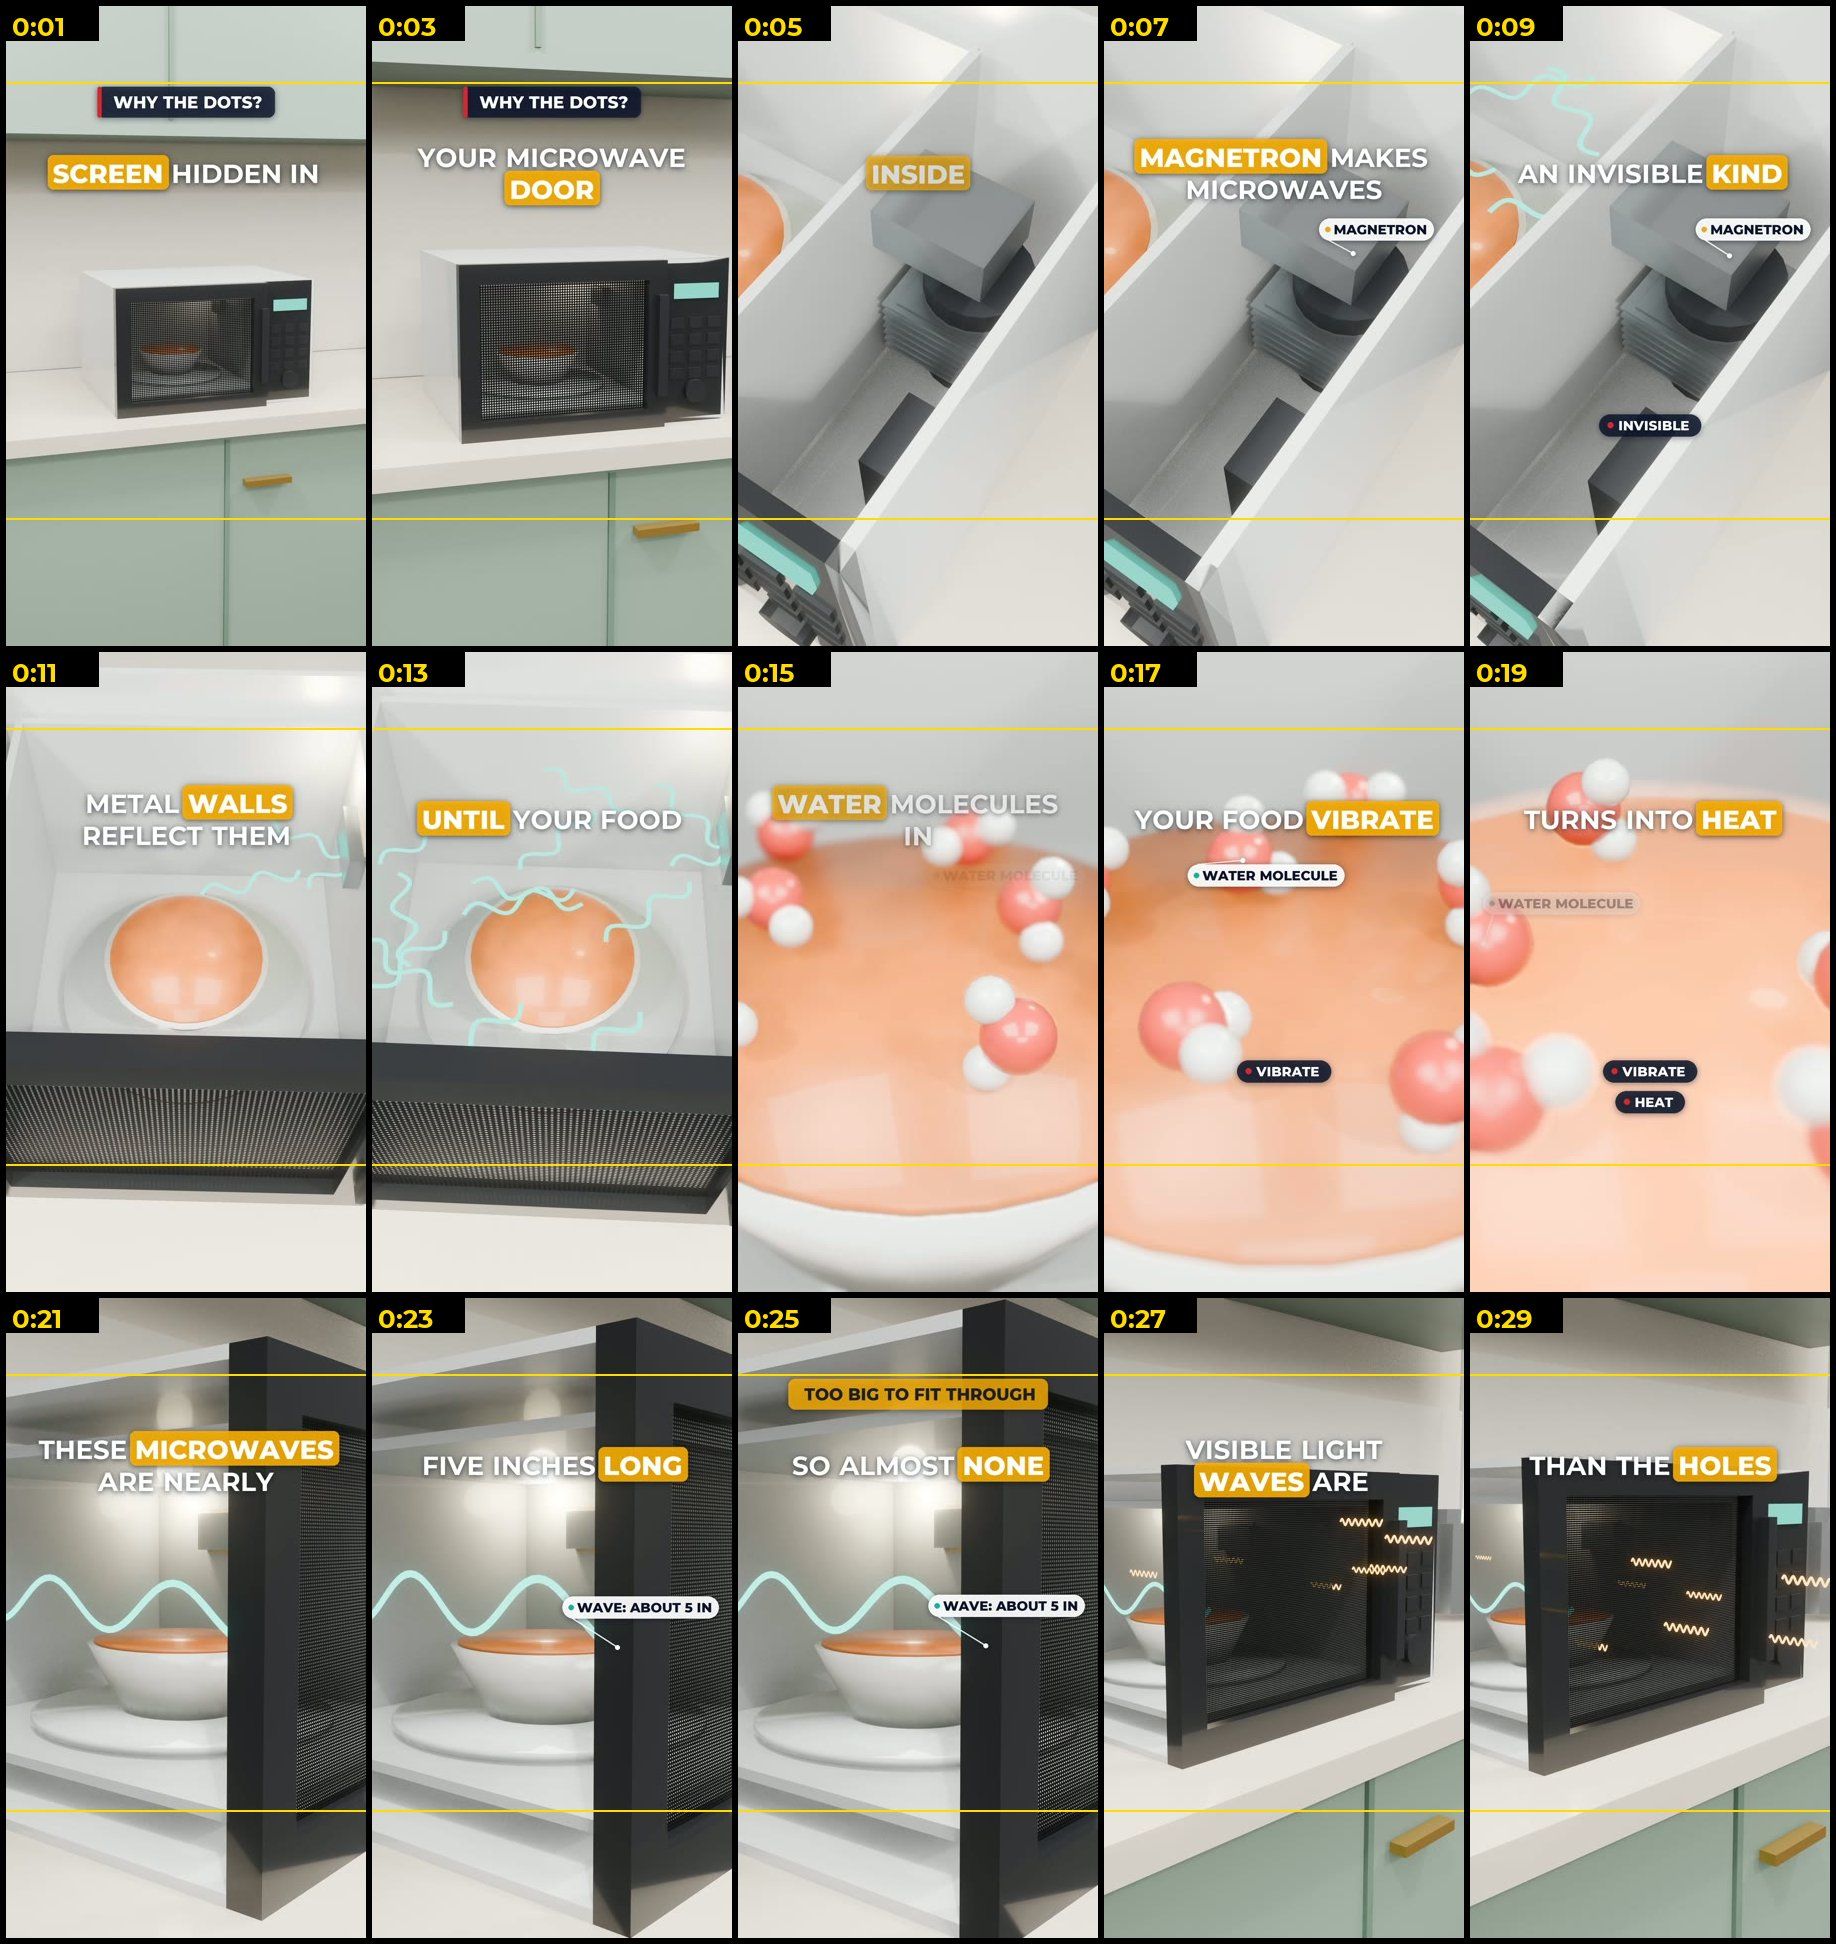 0:01
WHY THE DOTS?
SCREEN HIDDEN IN
0:03
WHY THE DOTS?
YOUR MICROWAVE
DOOR
0:05
INSIDE
0:07
MAGNETRON MAKES
MICROWAVES
MAGNETRON
0:09
AN INVISIBLE KIND
MAGNETRON
INVISIBLE
0:11
METAL WALLS
REFLECT THEM
0:13
UNTIL YOUR FOOD
0:15
WATER MOLECULES
IN
WATER MOLECULE
0:17
YOUR FOOD VIBRATE
WATER MOLECULE
VIBRATE
0:19
TURNS INTO HEAT
WATER MOLECULE
VIBRATE
HEAT
0:21
THESE MICROWAVES
ARE NEARLY
0:23
FIVE INCHES LONG
WAVE: ABOUT 5 IN
0:25
TOO BIG TO FIT THROUGH
SO ALMOST NONE
WAVE: ABOUT 5 IN
0:27
VISIBLE LIGHT
WAVES ARE
0:29
THAN THE HOLES